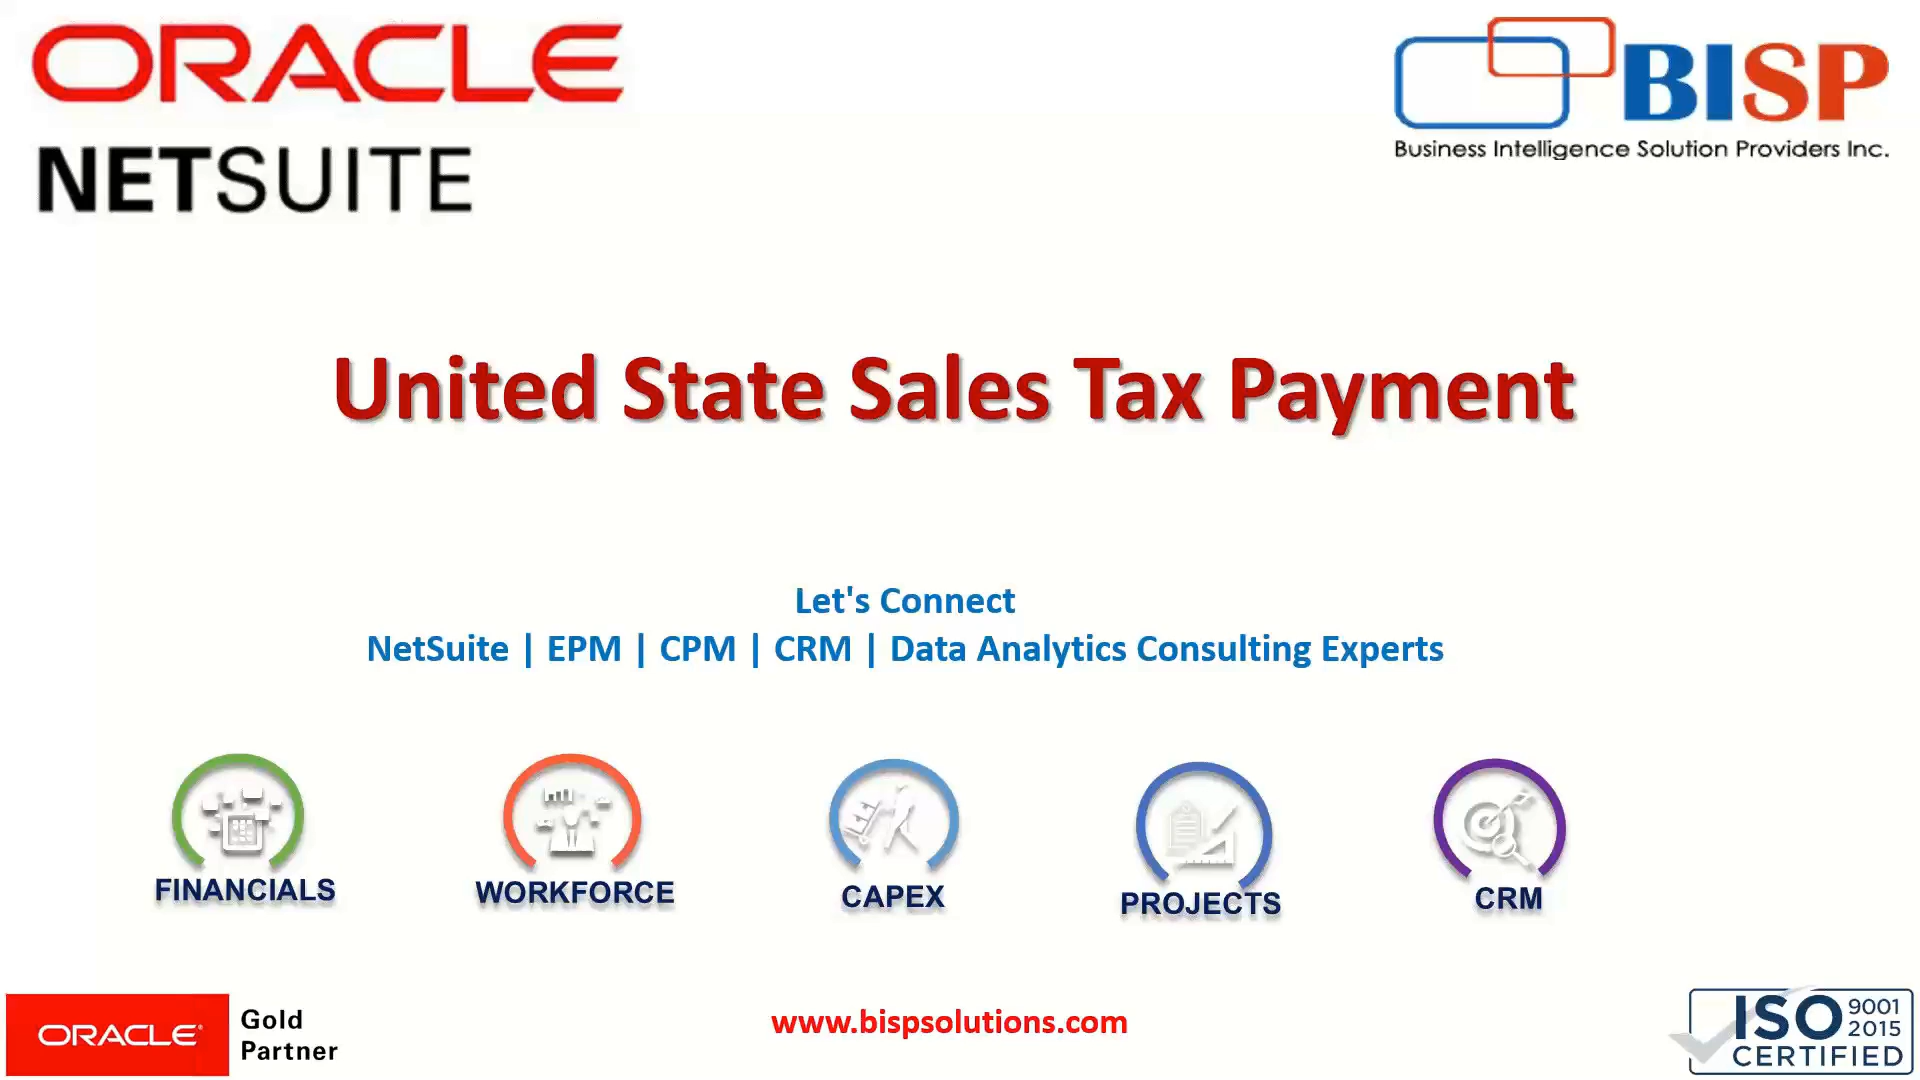 ORACLE
NETSUITE
BISP
Business Intelligence Solution Providers Inc.
United State Sales Tax Payment
Let's Connect
NetSuite | EPM | CPM | CRM | Data Analytics Consulting Experts
FINANCIALS
WORKFORCE
CAPEX
PROJECTS
CRM
ORACLE
Gold
Partner
www.bispsolutions.com
ISO 9001
2015
CERTIFIED